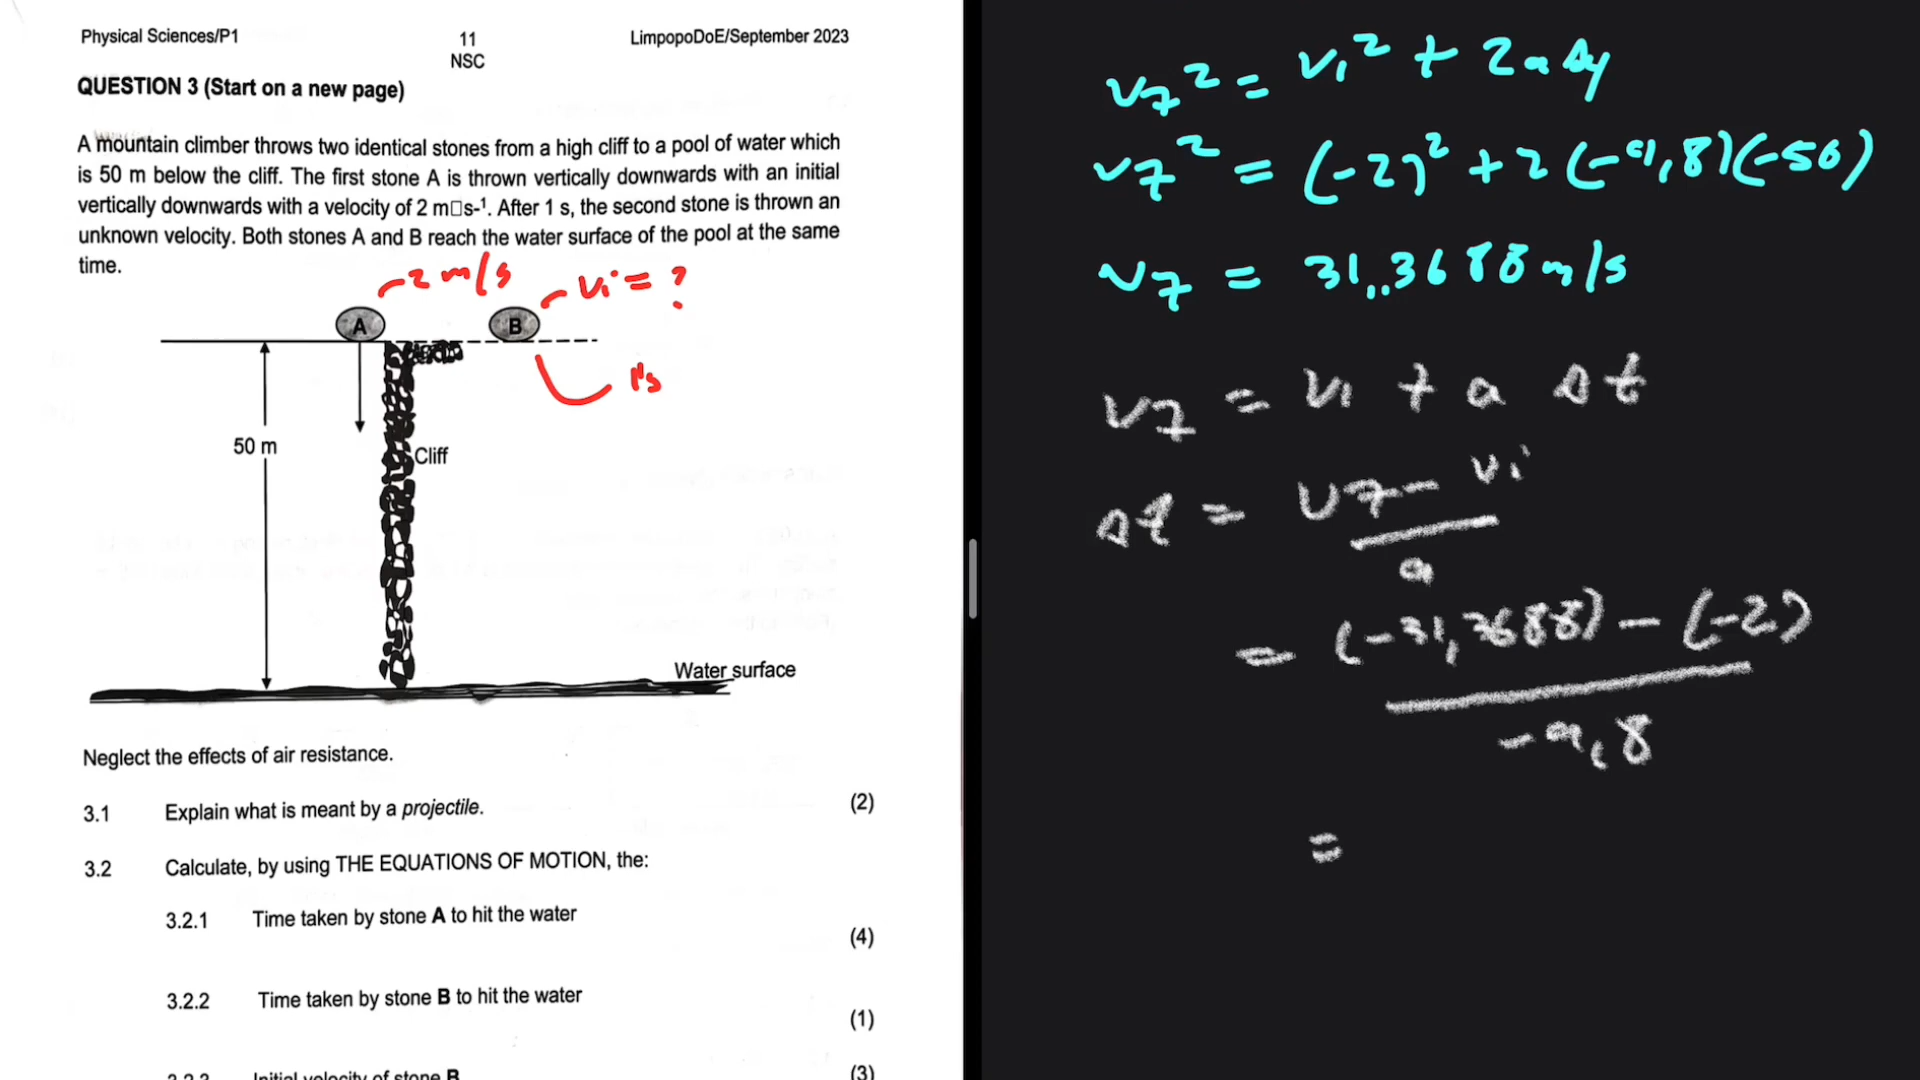 Physical Sciences/P1
11
NSC
LimpopoDoE/September 2023
QUESTION 3 (Start on a new page)
A mountain climber throws two identical stones from a high cliff to a pool of water which
is 50 m below the cliff. The first stone A is thrown vertically downwards with an initial
vertically downwards with a velocity of 2 m□s-¹. After 1 s, the second stone is thrown an
unknown velocity. Both stones A and B reach the water surface of the pool at the same
time.
2 m/s
vi = ?
A
B
1s
50 m
Cliff
Water surface
Neglect the effects of air resistance.
3.1 Explain what is meant by a projectile. (2)
3.2 Calculate, by using THE EQUATIONS OF MOTION, the:
3.2.1 Time taken by stone A to hit the water (4)
3.2.2 Time taken by stone B to hit the water (1)
3.2.3 Initial velocity of stone B (3)
vf² = vi² + 2aΔy
vf² = (-2)² + 2(-9,8)(-50)
vf = 31,3688 m/s
vf = vi + a Δt
Δt = vf - vi
a
= (-31,3688) - (-2)
-9,8
=